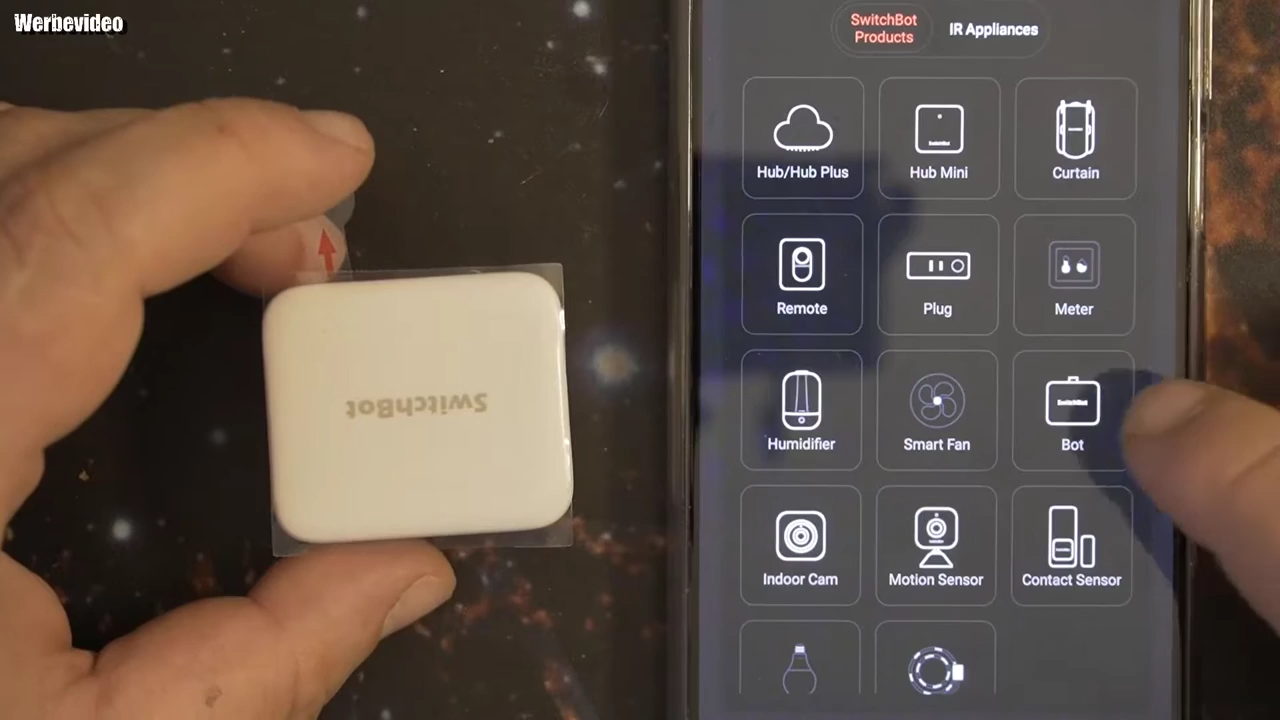 Werbevideo
SwitchBot
Products
IR Appliances
Hub/Hub Plus
Hub Mini
Curtain
Remote
Plug
Meter
Humidifier
Smart Fan
Bot
Indoor Cam
Motion Sensor
Contact Sensor
SwitchBot